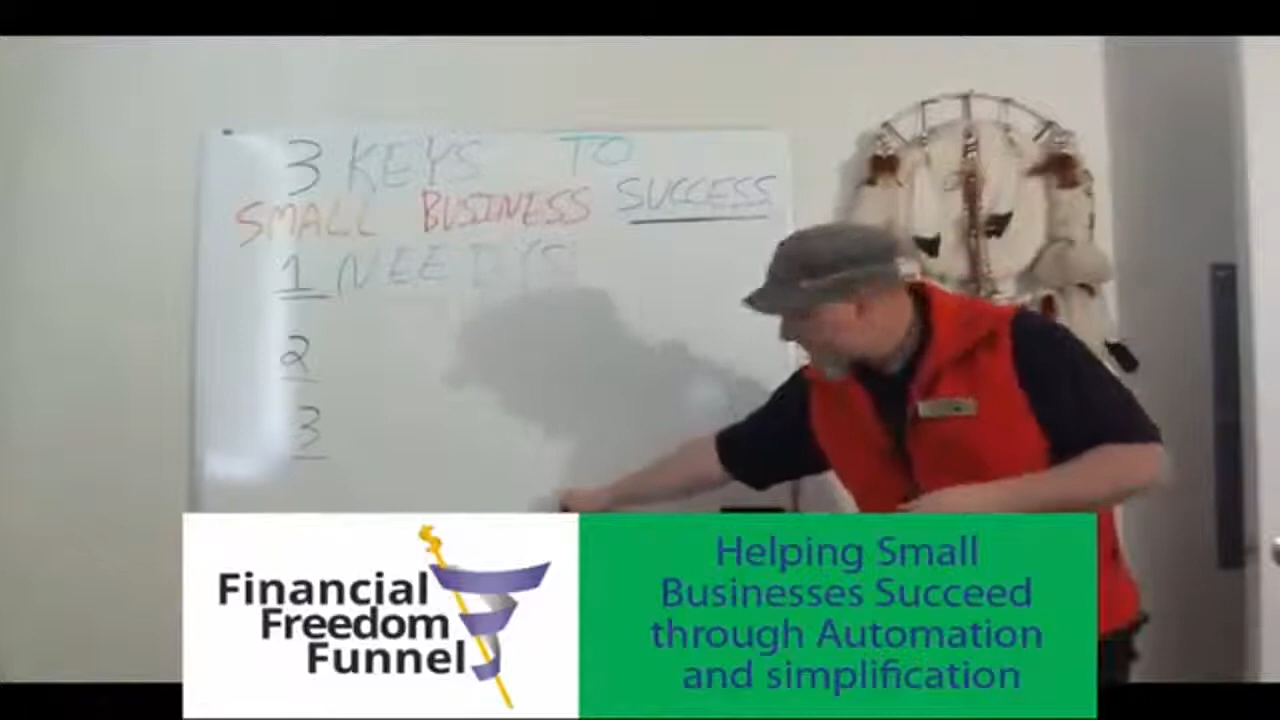 3 KEYS TO
SMALL BUSINESS SUCCESS
1
2
3
Financial
Freedom
Funnel
Helping Small
Businesses Succeed
through Automation
and simplification